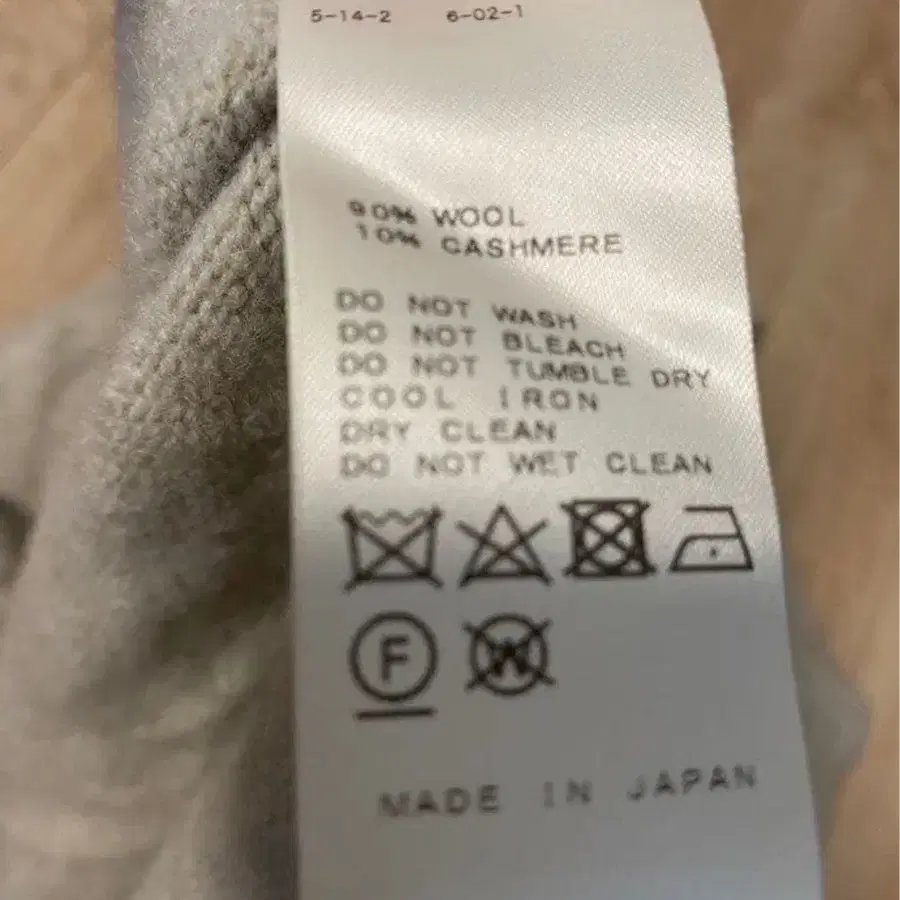 5-14-2 6-02-1
90% WOOL
10% CASHMERE
DO NOT WASH
DO NOT BLEACH
DO NOT TUMBLE DRY
COOL IRON
DRY CLEAN
DO NOT WET CLEAN
F W
MADE IN JAPAN